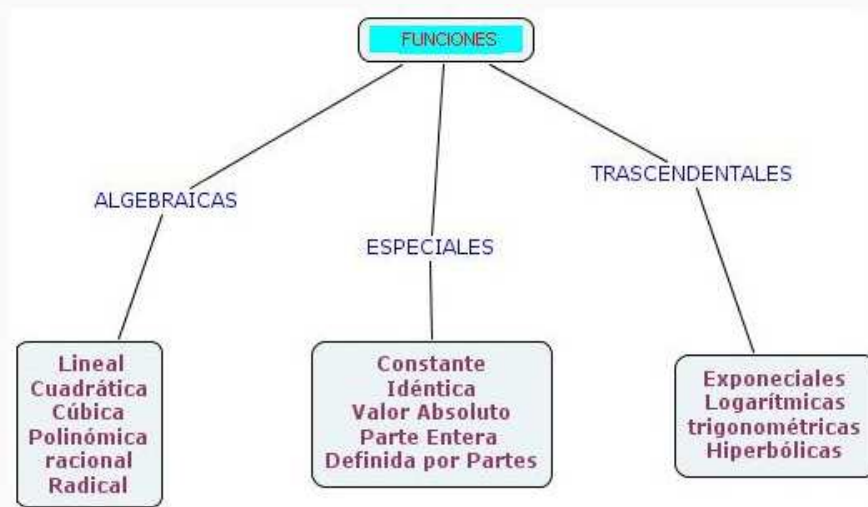 FUNCIONES
ALGEBRAICAS
Lineal
Cuadrática
Cúbica
Polinómica
racional
Radical
ESPECIALES
Constante
Idéntica
Valor Absoluto
Parte Entera
Definida por Partes
TRASCENDENTALES
Exponeciales
Logarítmicas
trigonométricas
Hiperbólicas